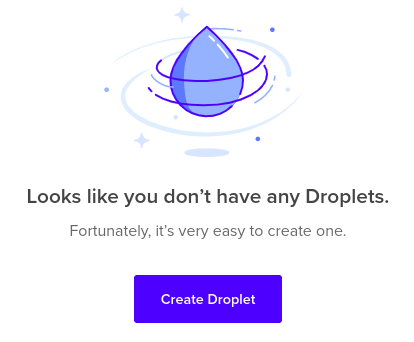 Looks like you don’t have any Droplets.
Fortunately, it’s very easy to create one.
Create Droplet